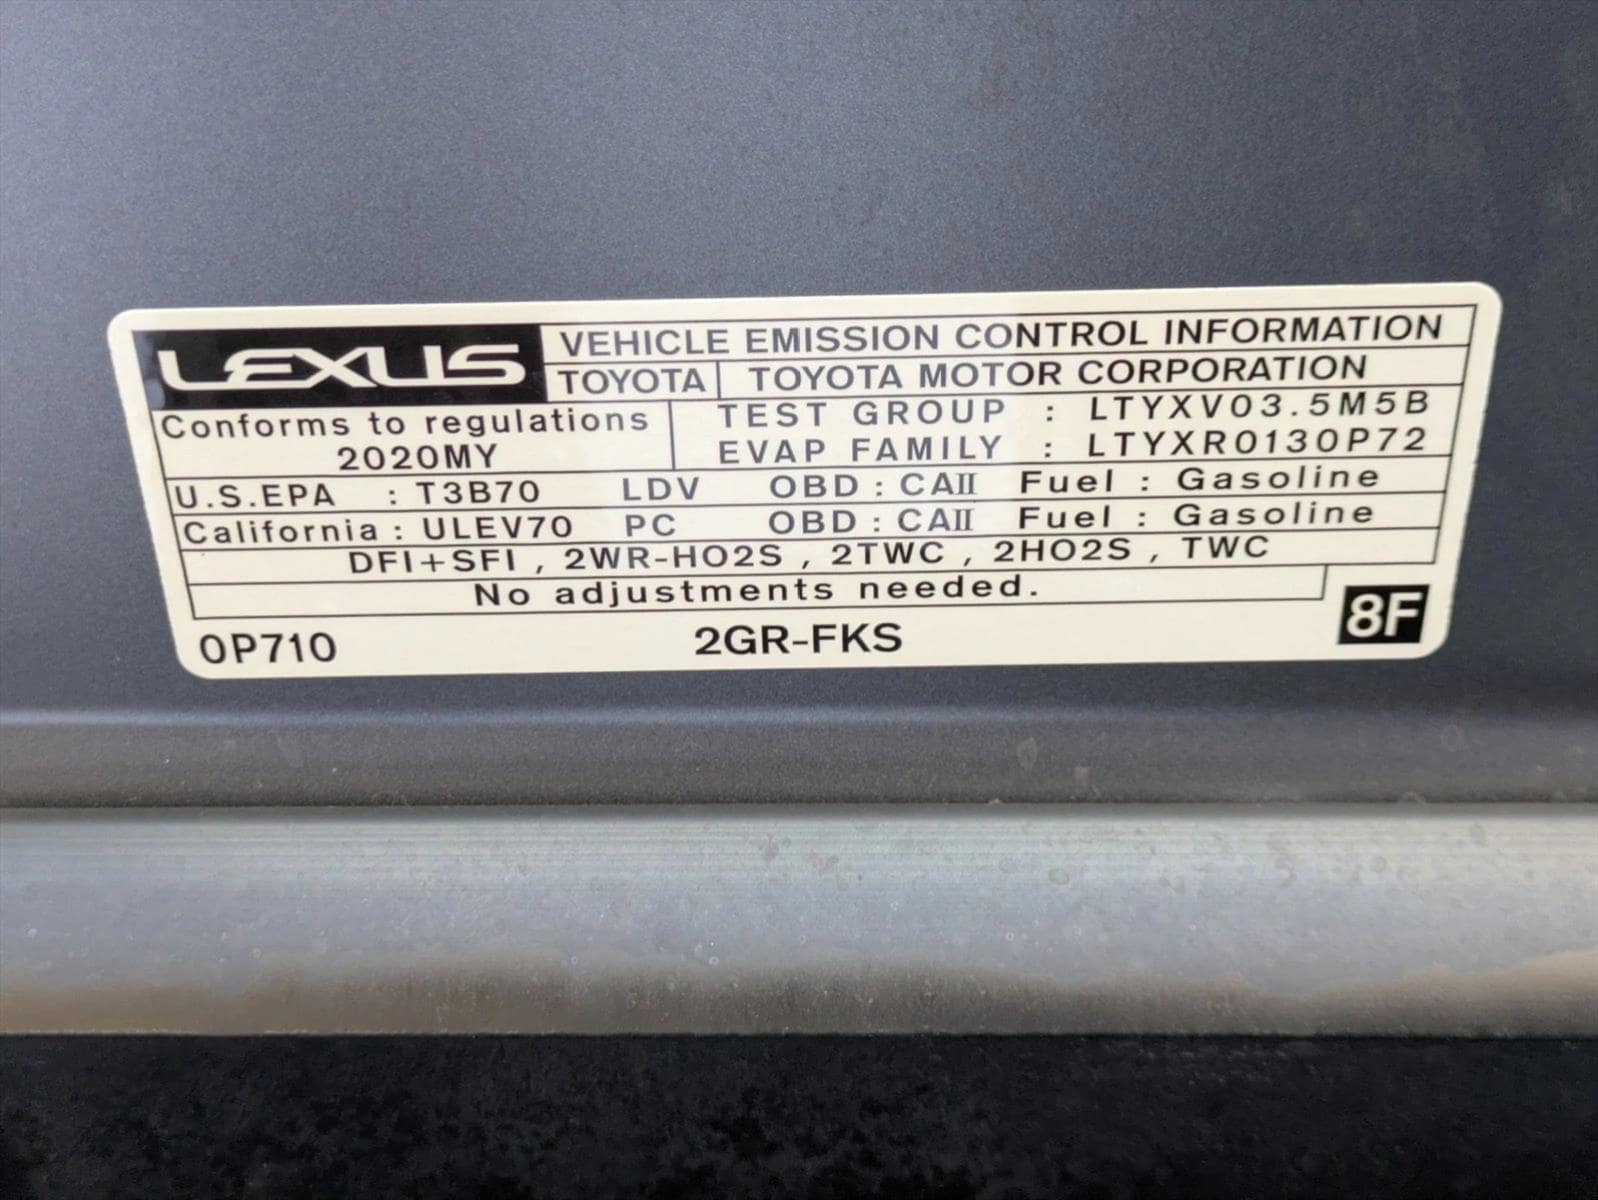 LEXUS VEHICLE EMISSION CONTROL INFORMATION
TOYOTA TOYOTA MOTOR CORPORATION
Conforms to regulations TEST GROUP : LTYXV03.5M5B
2020MY EVAP FAMILY : LTYXR0130P72
U.S.EPA : T3B70 LDV OBD : CAII Fuel : Gasoline
California : ULEV70 PC OBD : CAII Fuel : Gasoline
DFI+SFI , 2WR-HO2S , 2TWC , 2HO2S , TWC
No adjustments needed.
0P710 2GR-FKS 8F